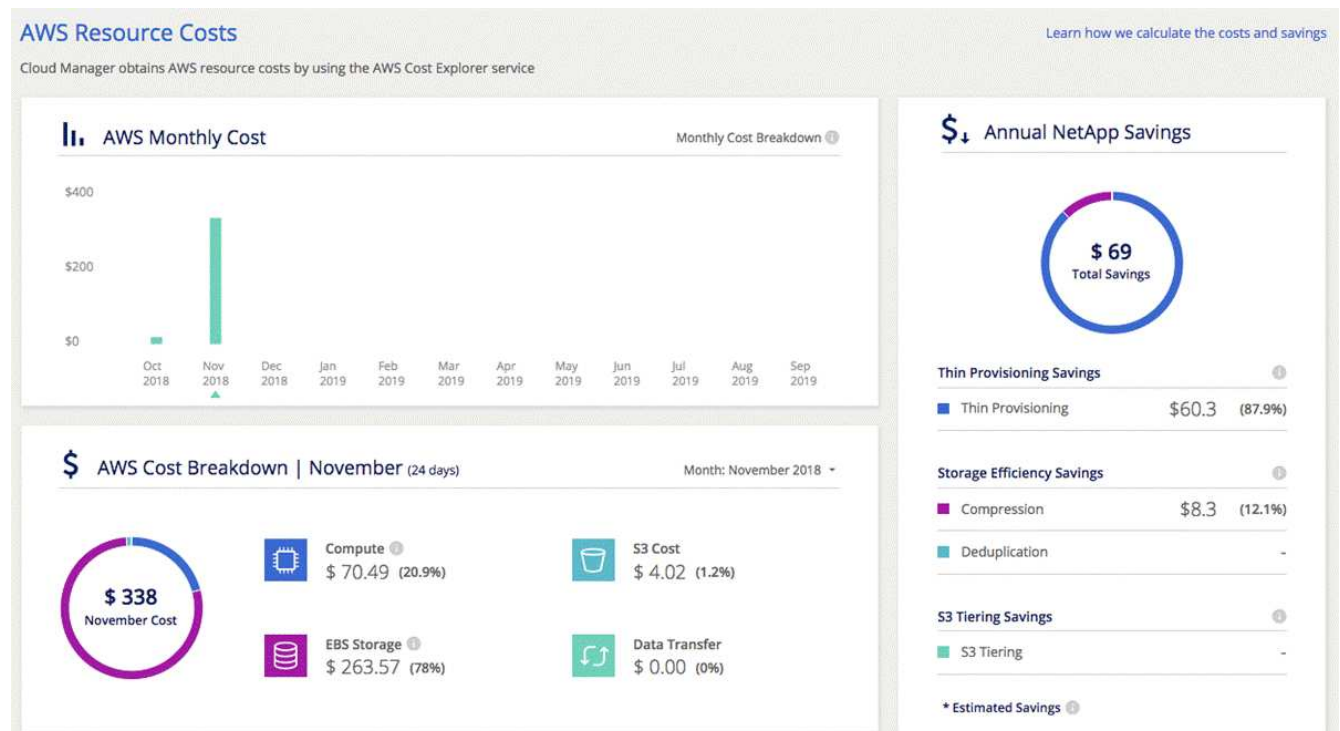 AWS Resource Costs
Learn how we calculate the costs and savings
Cloud Manager obtains AWS resource costs by using the AWS Cost Explorer service
AWS Monthly Cost
Monthly Cost Breakdown
$400
$200
$0
Oct Nov Dec Jan Feb Mar Apr May Jun Jul Aug Sep
2018 2018 2018 2019 2019 2019 2019 2019 2019 2019 2019 2019
AWS Cost Breakdown | November (24 days)
Month: November 2018
$ 338
November Cost
Compute
$ 70.49 (20.9%)
S3 Cost
$ 4.02 (1.2%)
EBS Storage
$ 263.57 (78%)
Data Transfer
$ 0.00 (0%)
Annual NetApp Savings
$ 69
Total Savings
Thin Provisioning Savings
Thin Provisioning $60.3 (87.9%)
Storage Efficiency Savings
Compression $8.3 (12.1%)
Deduplication -
S3 Tiering Savings
S3 Tiering -
* Estimated Savings